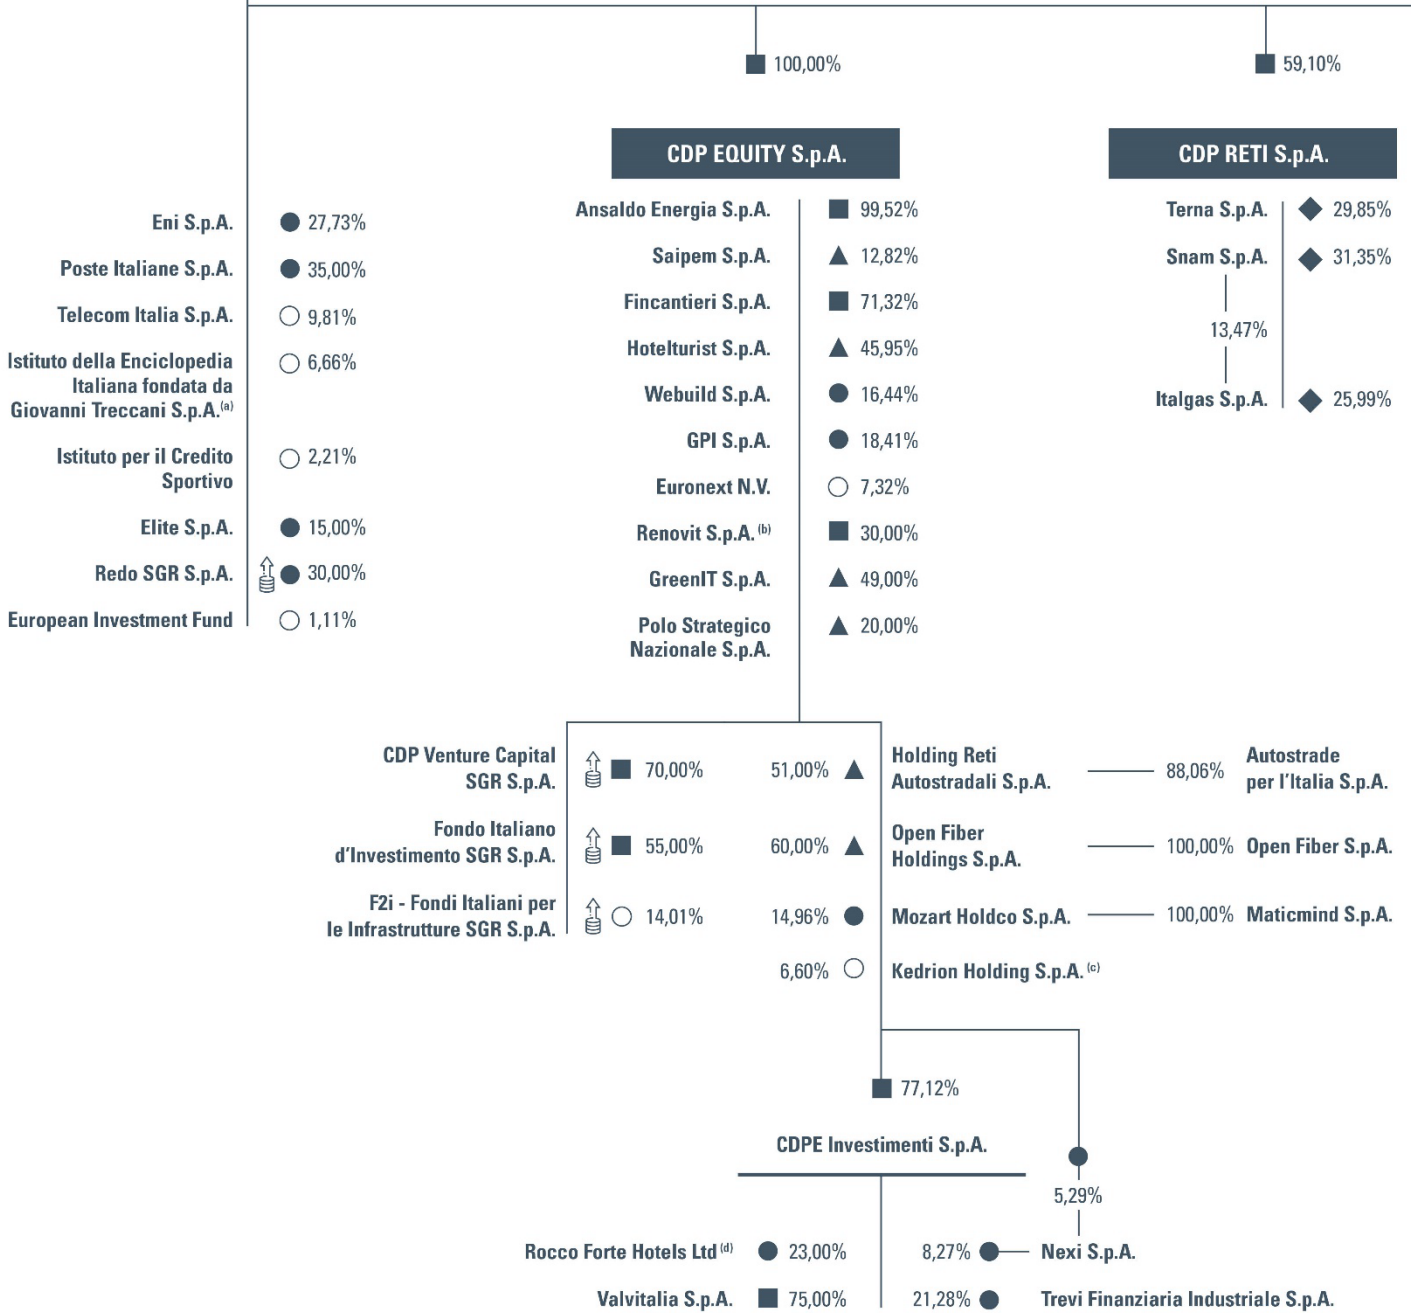 100,00%
59,10%
CDP EQUITY S.p.A.
CDP RETI S.p.A.
Eni S.p.A. 27,73%
Poste Italiane S.p.A. 35,00%
Telecom Italia S.p.A. 9,81%
Istituto della Enciclopedia 6,66%
Italiana fondata da
Giovanni Treccani S.p.A.(a)
Istituto per il Credito 2,21%
Sportivo
Elite S.p.A. 15,00%
Redo SGR S.p.A. 30,00%
European Investment Fund 1,11%
Ansaldo Energia S.p.A. 99,52%
Saipem S.p.A. 12,82%
Fincantieri S.p.A. 71,32%
Hotelturist S.p.A. 45,95%
Webuild S.p.A. 16,44%
GPI S.p.A. 18,41%
Euronext N.V. 7,32%
Renovit S.p.A. (b) 30,00%
GreenIT S.p.A. 49,00%
Polo Strategico 20,00%
Nazionale S.p.A.
Terna S.p.A. 29,85%
Snam S.p.A. 31,35%
13,47%
Italgas S.p.A. 25,99%
CDP Venture Capital
SGR S.p.A. 70,00%
Fondo Italiano
d'Investimento SGR S.p.A. 55,00%
F2i - Fondi Italiani per
le Infrastrutture SGR S.p.A. 14,01%
51,00% Holding Reti
Autostradali S.p.A.
88,06% Autostrade
per l'Italia S.p.A.
60,00% Open Fiber
Holdings S.p.A.
100,00% Open Fiber S.p.A.
14,96% Mozart Holdco S.p.A. 100,00% Maticmind S.p.A.
6,60% Kedrion Holding S.p.A. (c)
77,12%
CDPE Investimenti S.p.A.
5,29%
Rocco Forte Hotels Ltd (d) 23,00%
8,27% Nexi S.p.A.
Valvitalia S.p.A. 75,00%
21,28% Trevi Finanziaria Industriale S.p.A.